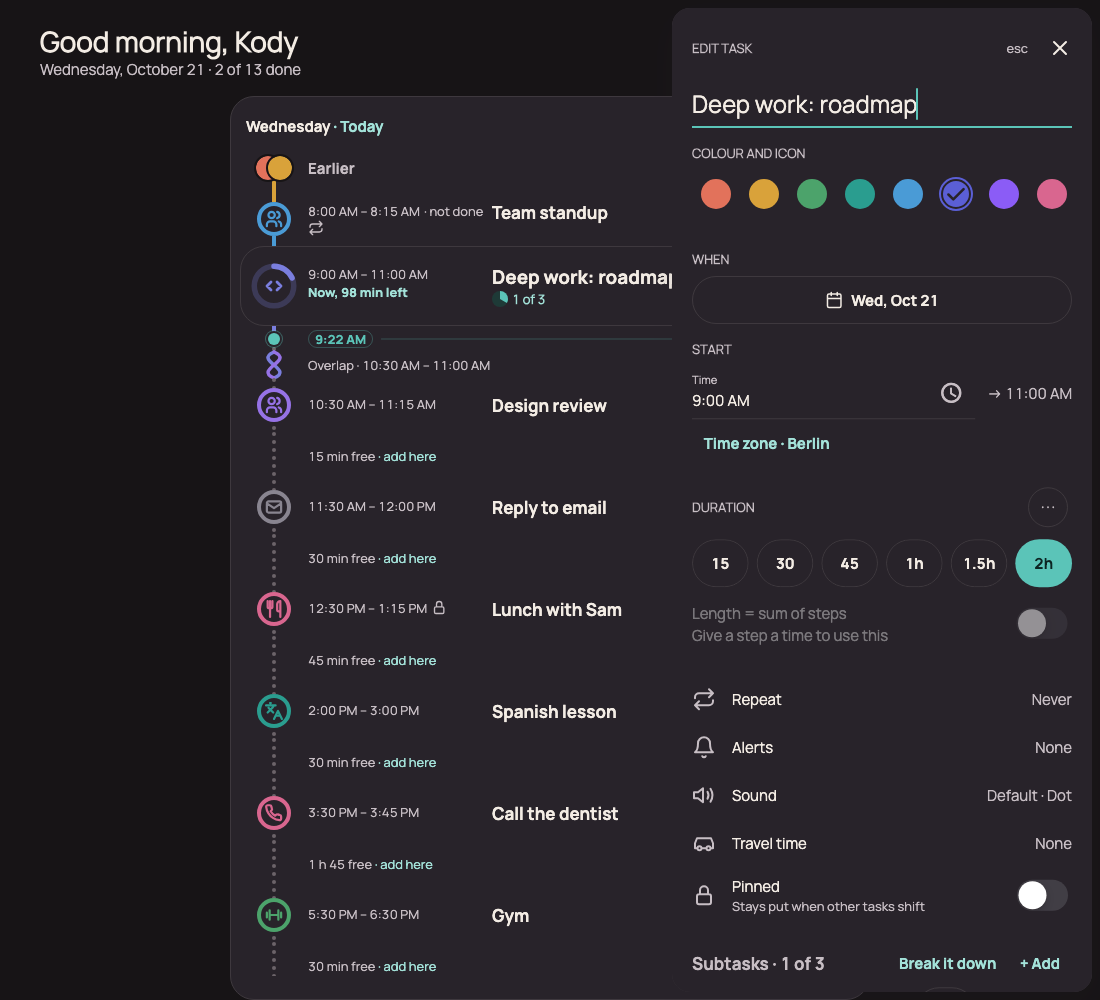 Good morning, Kody
Wednesday, October 21 · 2 of 13 done
Wednesday · Today
Earlier
8:00 AM – 8:15 AM · not done Team standup
9:00 AM – 11:00 AM
Deep work: roadmap
Now, 98 min left
1 of 3
9:22 AM
Overlap · 10:30 AM – 11:00 AM
10:30 AM – 11:15 AM Design review
15 min free · add here
11:30 AM – 12:00 PM Reply to email
30 min free · add here
12:30 PM – 1:15 PM Lunch with Sam
45 min free · add here
2:00 PM – 3:00 PM Spanish lesson
30 min free · add here
3:30 PM – 3:45 PM Call the dentist
1 h 45 free · add here
5:30 PM – 6:30 PM Gym
30 min free · add here
EDIT TASK esc
Deep work: roadmap
COLOUR AND ICON
WHEN
Wed, Oct 21
START
Time
9:00 AM → 11:00 AM
Time zone · Berlin
DURATION ...
15 30 45 1h 1.5h 2h
Length = sum of steps
Give a step a time to use this
Repeat Never
Alerts None
Sound Default · Dot
Travel time None
Pinned
Stays put when other tasks shift
Subtasks · 1 of 3 Break it down + Add